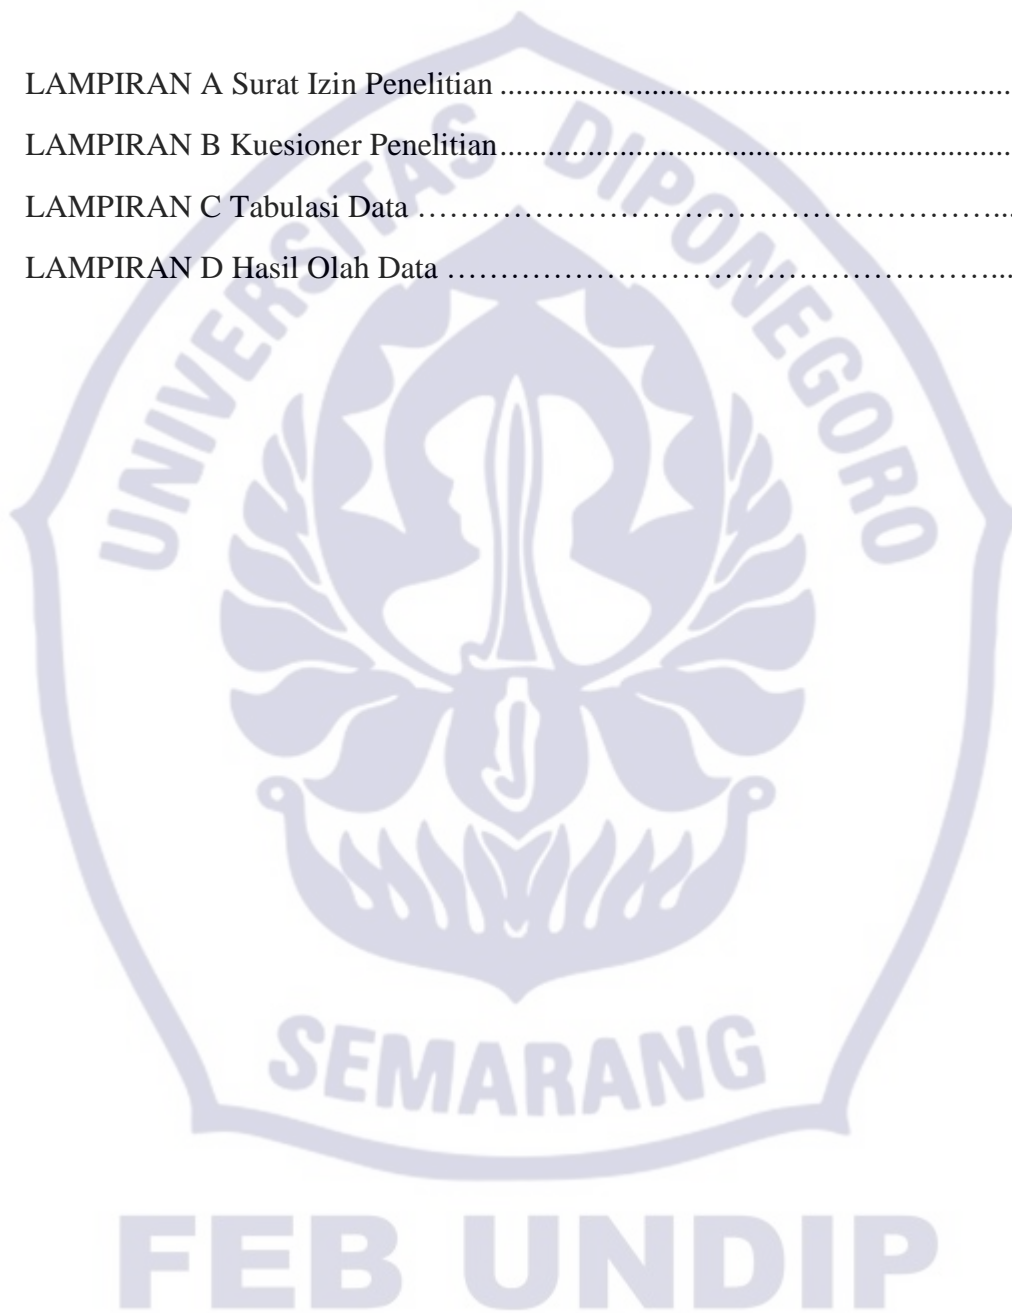 LAMPIRAN A Surat Izin Penelitian ................................................................
LAMPIRAN B Kuesioner Penelitian................................................................
LAMPIRAN C Tabulasi Data …………………………………………………...
LAMPIRAN D Hasil Olah Data ………………………………………………...
UNIVERSITAS DIPONEGORO
SEMARANG
FEB UNDIP